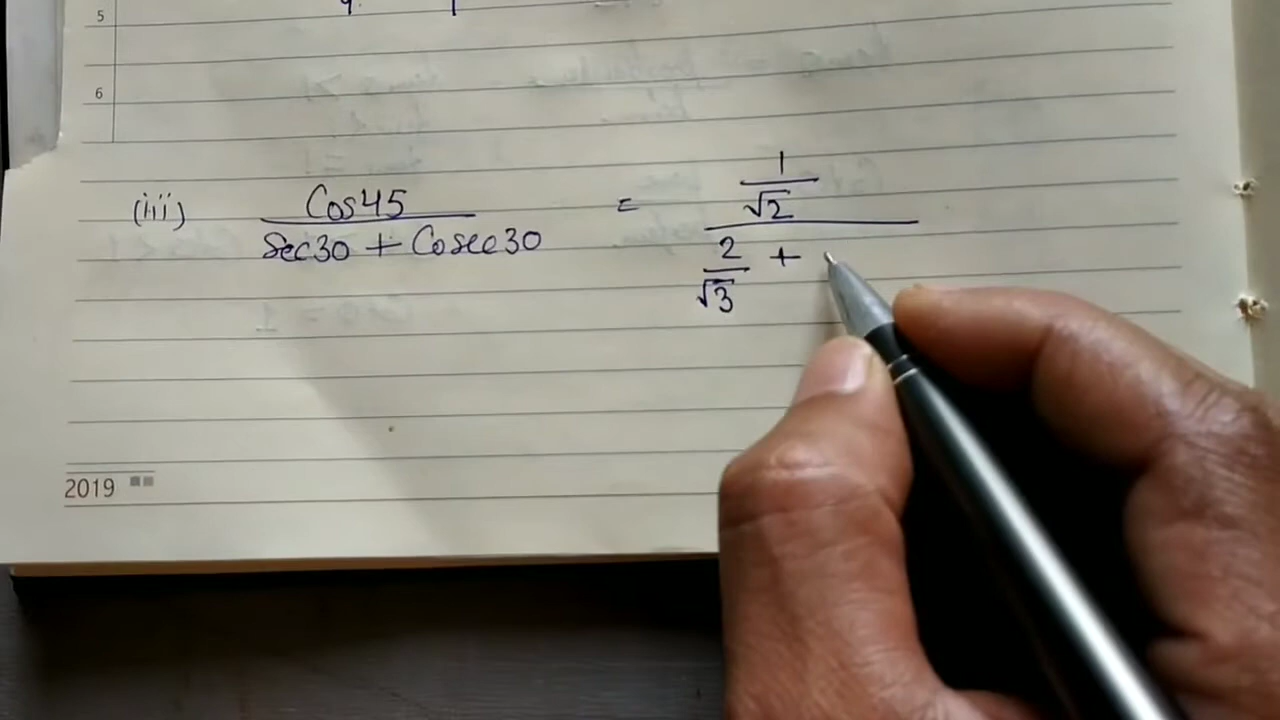 5
6
(iii) Cos45 / sec30 + Cosec30 = 1/√2 / 2/√3 +
2019